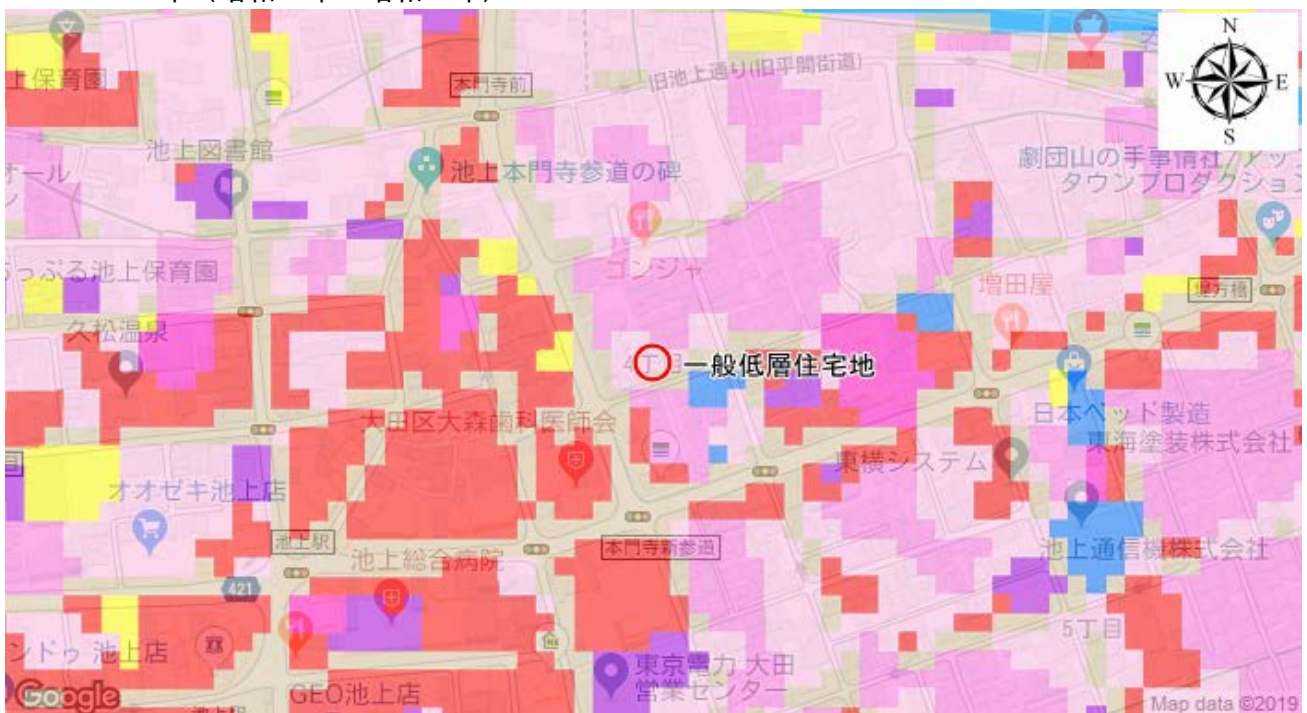 N
W
E
S
上保育園
本門寺前
旧池上通り(旧平間街道)
池上図書館
オール
池上本門寺参道の碑
劇団山の手事情社/アッ
タウンプロダクション
っぷる池上保育園
ゴンジャ
増田屋
堤方橋
久松温泉
4丁目
一般低層住宅地
大田区大森歯科医師会
日本ベッド製造
東海塗装株式会社
東横システム
オオゼキ池上店
池上駅
池上総合病院
本門寺新参道
池上通信機株式会社
421
5丁目
ンドゥ 池上店
東京電力 大田
営業センター
GEO池上店
Google
Map data ©2019